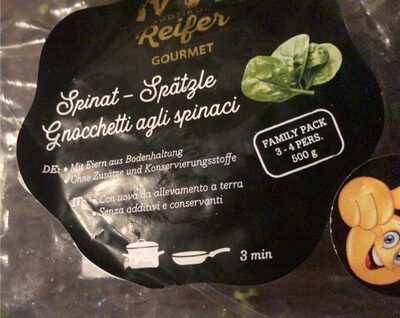 SÜDTIROL
Reifer
GOURMET
Spinat - Spätzle
Gnocchetti agli spinaci
FAMILY PACK
3 - 4 PERS.
500 g
DE: • Mit Eiern aus Bodenhaltung
• Ohne Zusätze und Konservierungsstoffe
IT: • Con uova da allevamento a terra
• Senza additivi e conservanti
3 min